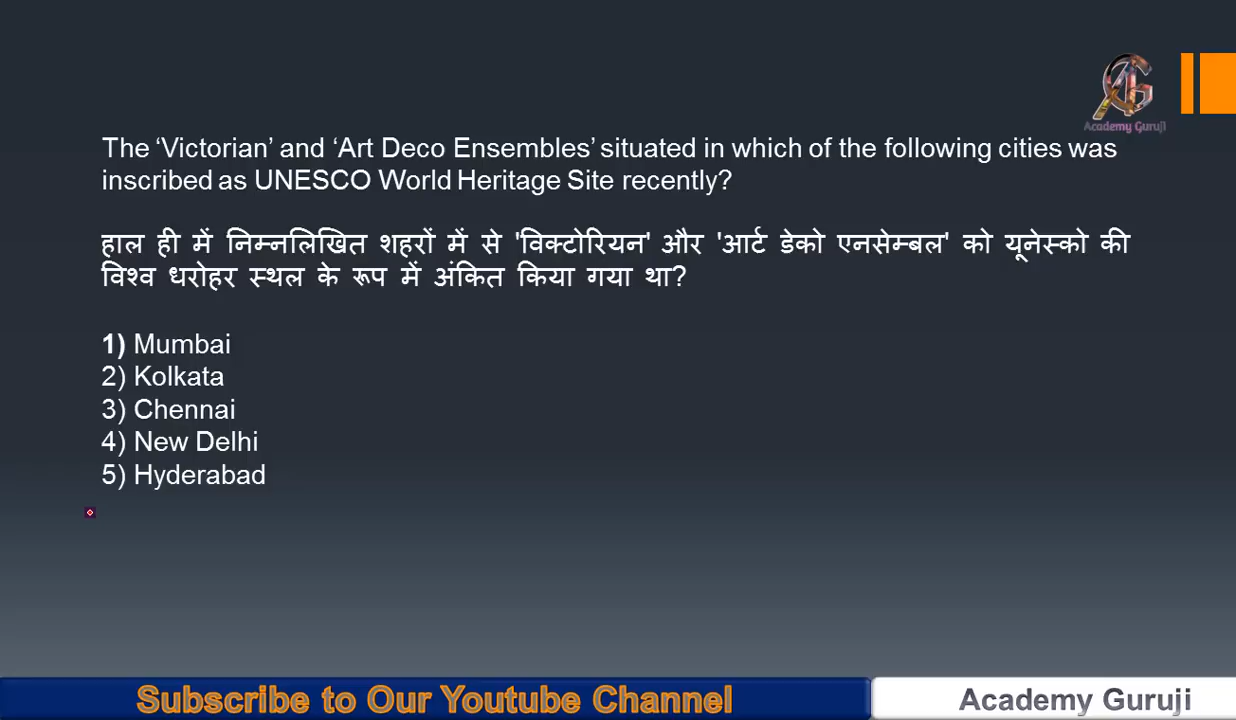 Academy Guruji
The ‘Victorian’ and ‘Art Deco Ensembles’ situated in which of the following cities was
inscribed as UNESCO World Heritage Site recently?
हाल ही में निम्नलिखित शहरों में से 'विक्टोरियन' और 'आर्ट डेको एनसेम्बल' को यूनेस्को की
विश्व धरोहर स्थल के रूप में अंकित किया गया था?
1) Mumbai
2) Kolkata
3) Chennai
4) New Delhi
5) Hyderabad
Subscribe to Our Youtube Channel
Academy Guruji